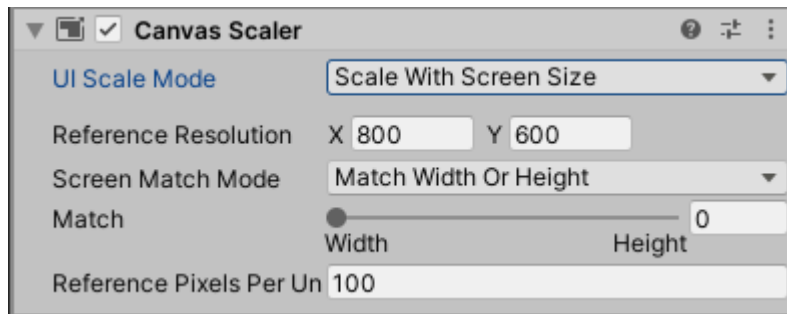 Canvas Scaler
UI Scale Mode Scale With Screen Size
Reference Resolution X 800 Y 600
Screen Match Mode Match Width Or Height
Match 0
Width Height
Reference Pixels Per Un 100